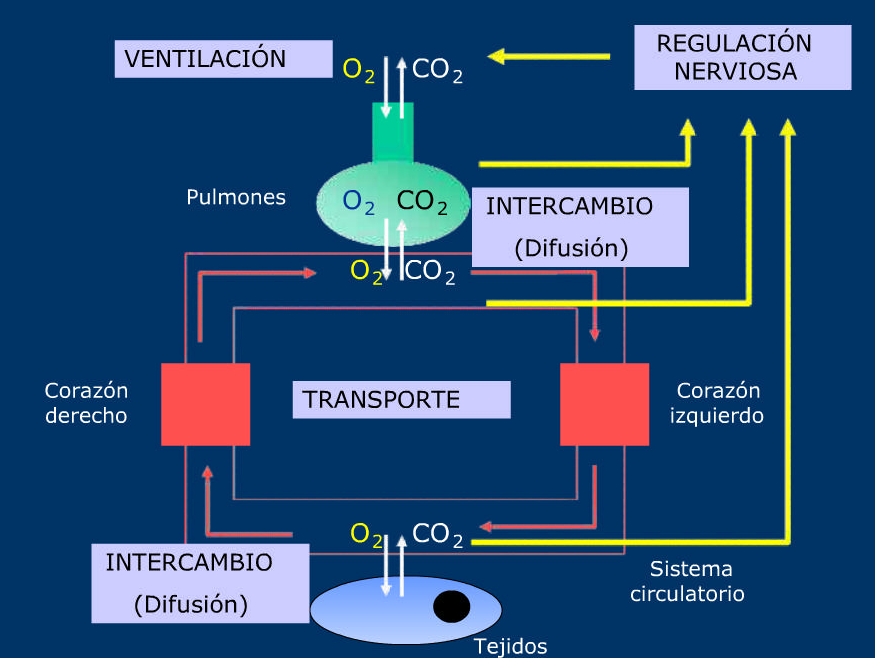 VENTILACIÓN
O2 CO2
REGULACIÓN
NERVIOSA
Pulmones
O2 CO2
INTERCAMBIO
(Difusión)
O2 CO2
Corazón
derecho
TRANSPORTE
Corazón
izquierdo
O2 CO2
INTERCAMBIO
(Difusión)
Sistema
circulatorio
Tejidos